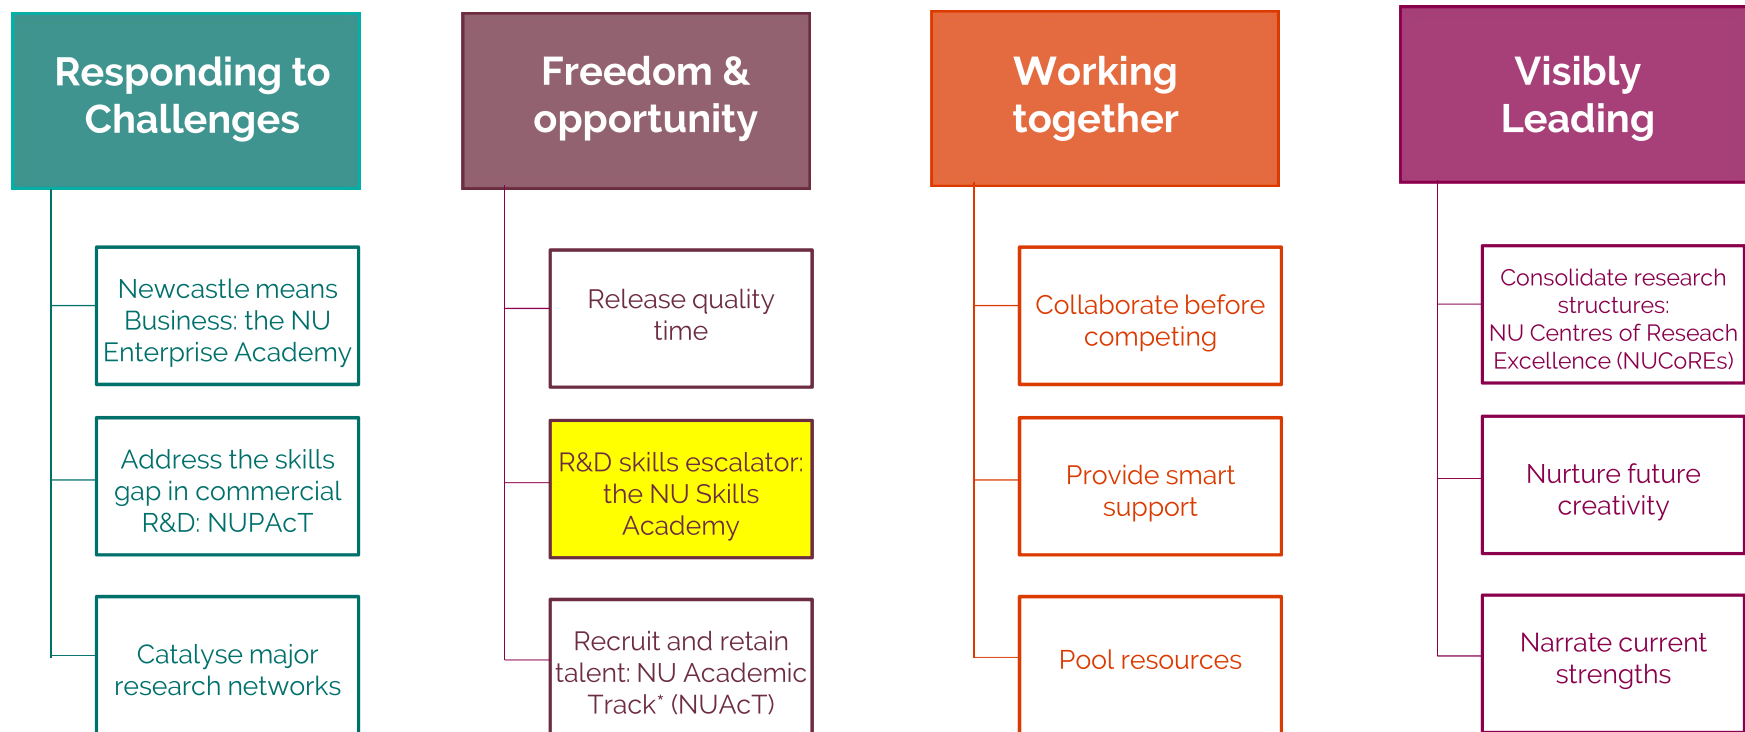 Responding to
Challenges
Newcastle means
Business: the NU
Enterprise Academy
Address the skills
gap in commercial
R&D: NUPAcT
Catalyse major
research networks
Freedom &
opportunity
Release quality
time
R&D skills escalator:
the NU Skills
Academy
Recruit and retain
talent: NU Academic
Track* (NUAcT)
Working
together
Collaborate before
competing
Provide smart
support
Pool resources
Visibly
Leading
Consolidate research
structures:
NU Centres of Reseach
Excellence (NUCoREs)
Nurture future
creativity
Narrate current
strengths